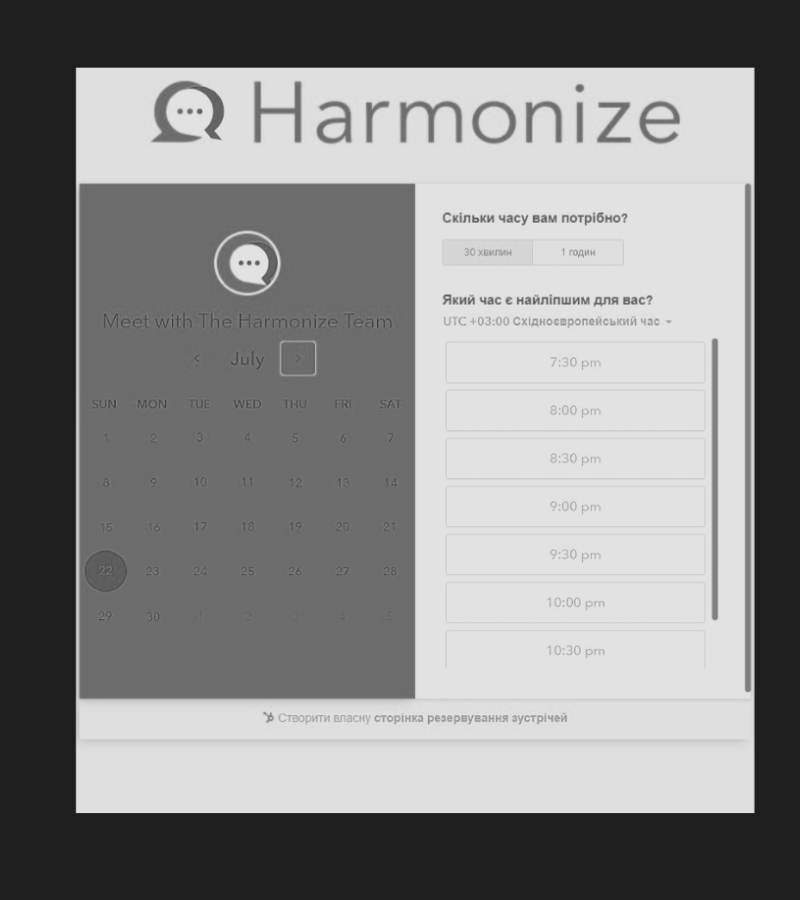 Harmonize
Meet with The Harmonize Team
July
SUN MON TUE WED THU FRI SAT
1 2 3 4 5 6 7
8 9 10 11 12 13 14
15 16 17 18 19 20 21
22 23 24 25 26 27 28
29 30 1 2 3 4 5
Скільки часу вам потрібно?
30 хвилин 1 годин
Який час є найліпшим для вас?
UTC +03:00 Східноєвропейський час
7:30 pm
8:00 pm
8:30 pm
9:00 pm
9:30 pm
10:00 pm
10:30 pm
Створити власну сторінка резервування зустрічей